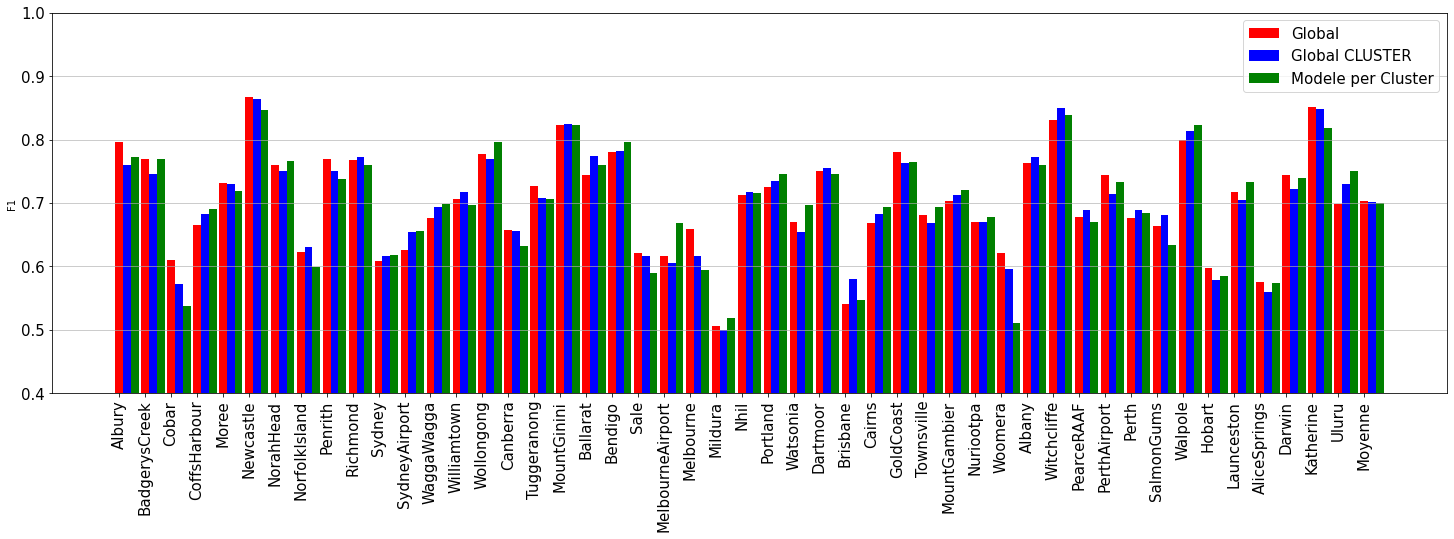 1.0
0.9
0.8
0.7
0.6
0.5
0.4
F1
Global
Global CLUSTER
Modele per Cluster
Albury
BadgerysCreek
Cobar
CoffsHarbour
Moree
Newcastle
NorahHead
NorfolkIsland
Penrith
Richmond
Sydney
SydneyAirport
WaggaWagga
Williamtown
Wollongong
Canberra
Tuggeranong
MountGinini
Ballarat
Bendigo
Sale
MelbourneAirport
Melbourne
Mildura
Nhil
Portland
Watsonia
Dartmoor
Brisbane
Cairns
GoldCoast
Townsville
MountGambier
Nuriootpa
Woomera
Albany
Witchcliffe
PearceRAAF
PerthAirport
Perth
SalmonGums
Walpole
Hobart
Launceston
AliceSprings
Darwin
Katherine
Uluru
Moyenne